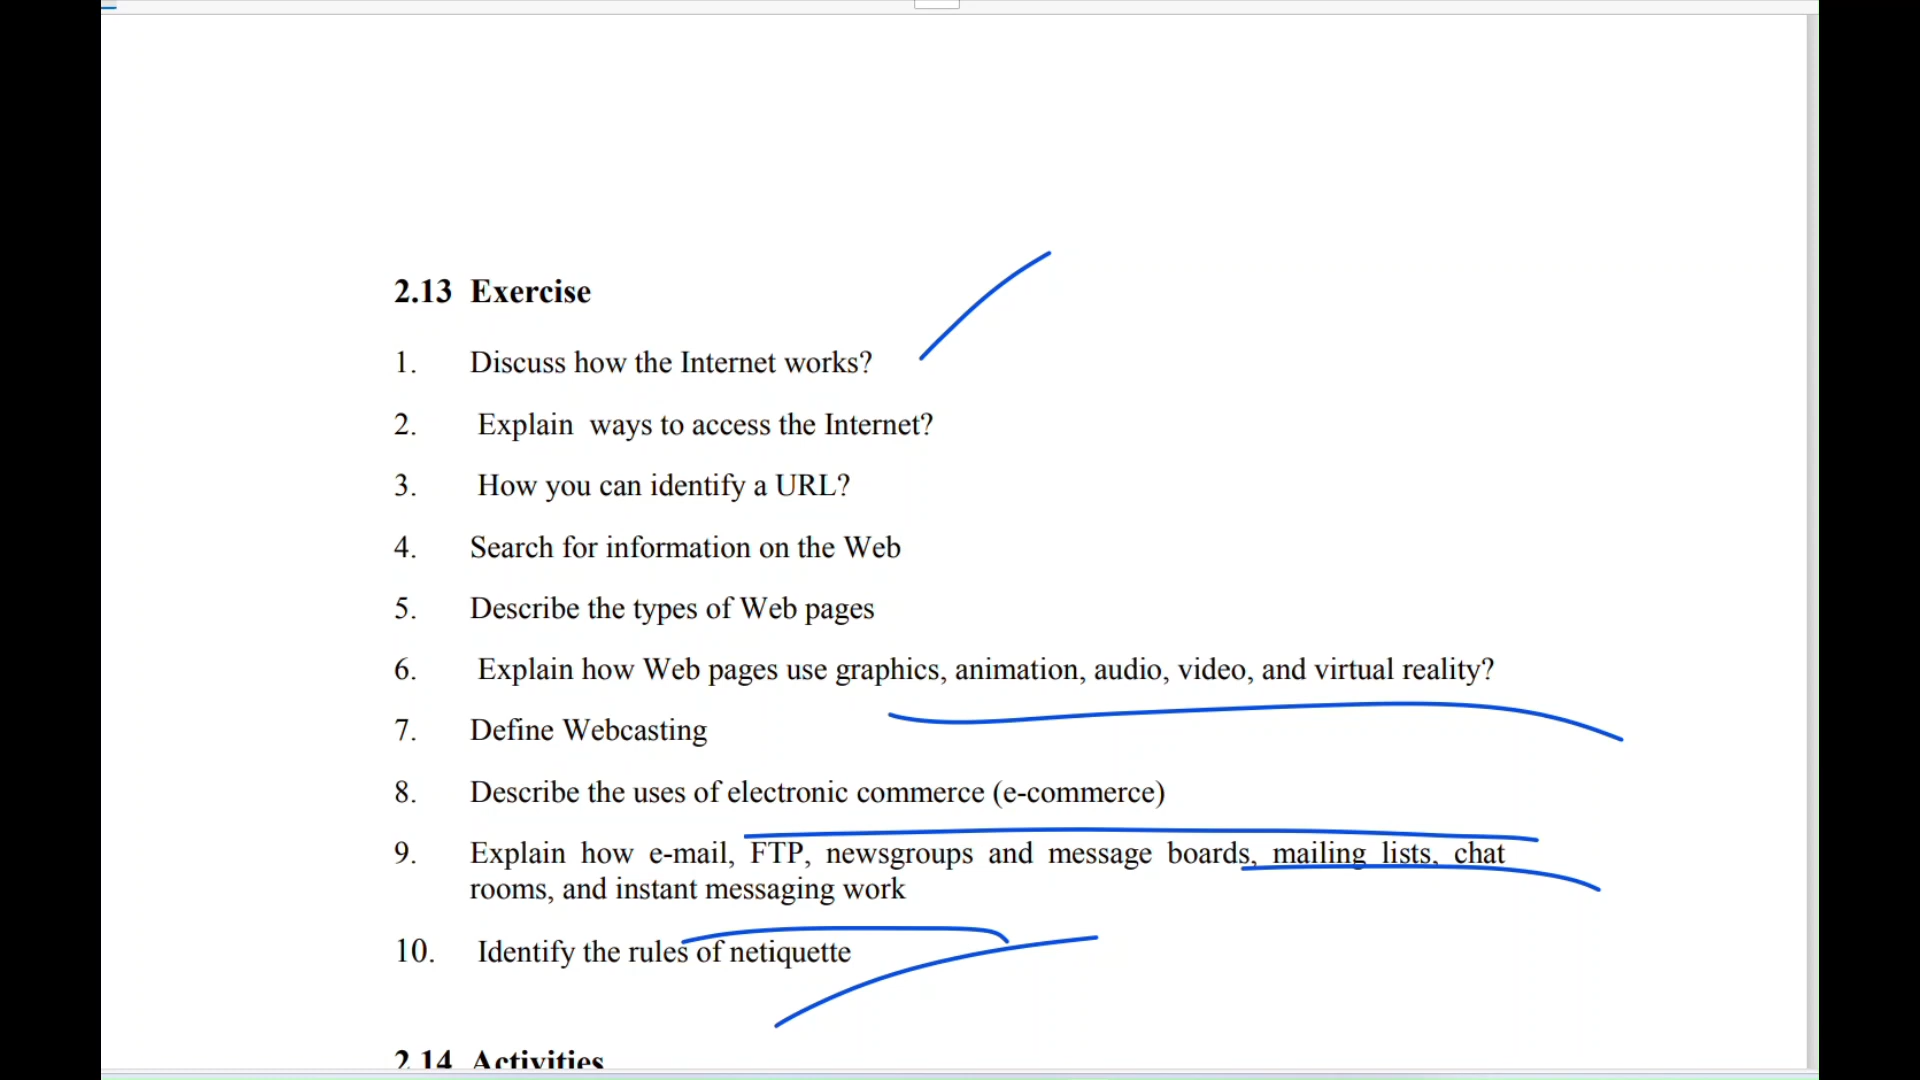 2.13 Exercise
1. Discuss how the Internet works?
2. Explain ways to access the Internet?
3. How you can identify a URL?
4. Search for information on the Web
5. Describe the types of Web pages
6. Explain how Web pages use graphics, animation, audio, video, and virtual reality?
7. Define Webcasting
8. Describe the uses of electronic commerce (e-commerce)
9. Explain how e-mail, FTP, newsgroups and message boards, mailing lists, chat
rooms, and instant messaging work
10. Identify the rules of netiquette
2.14 Activities